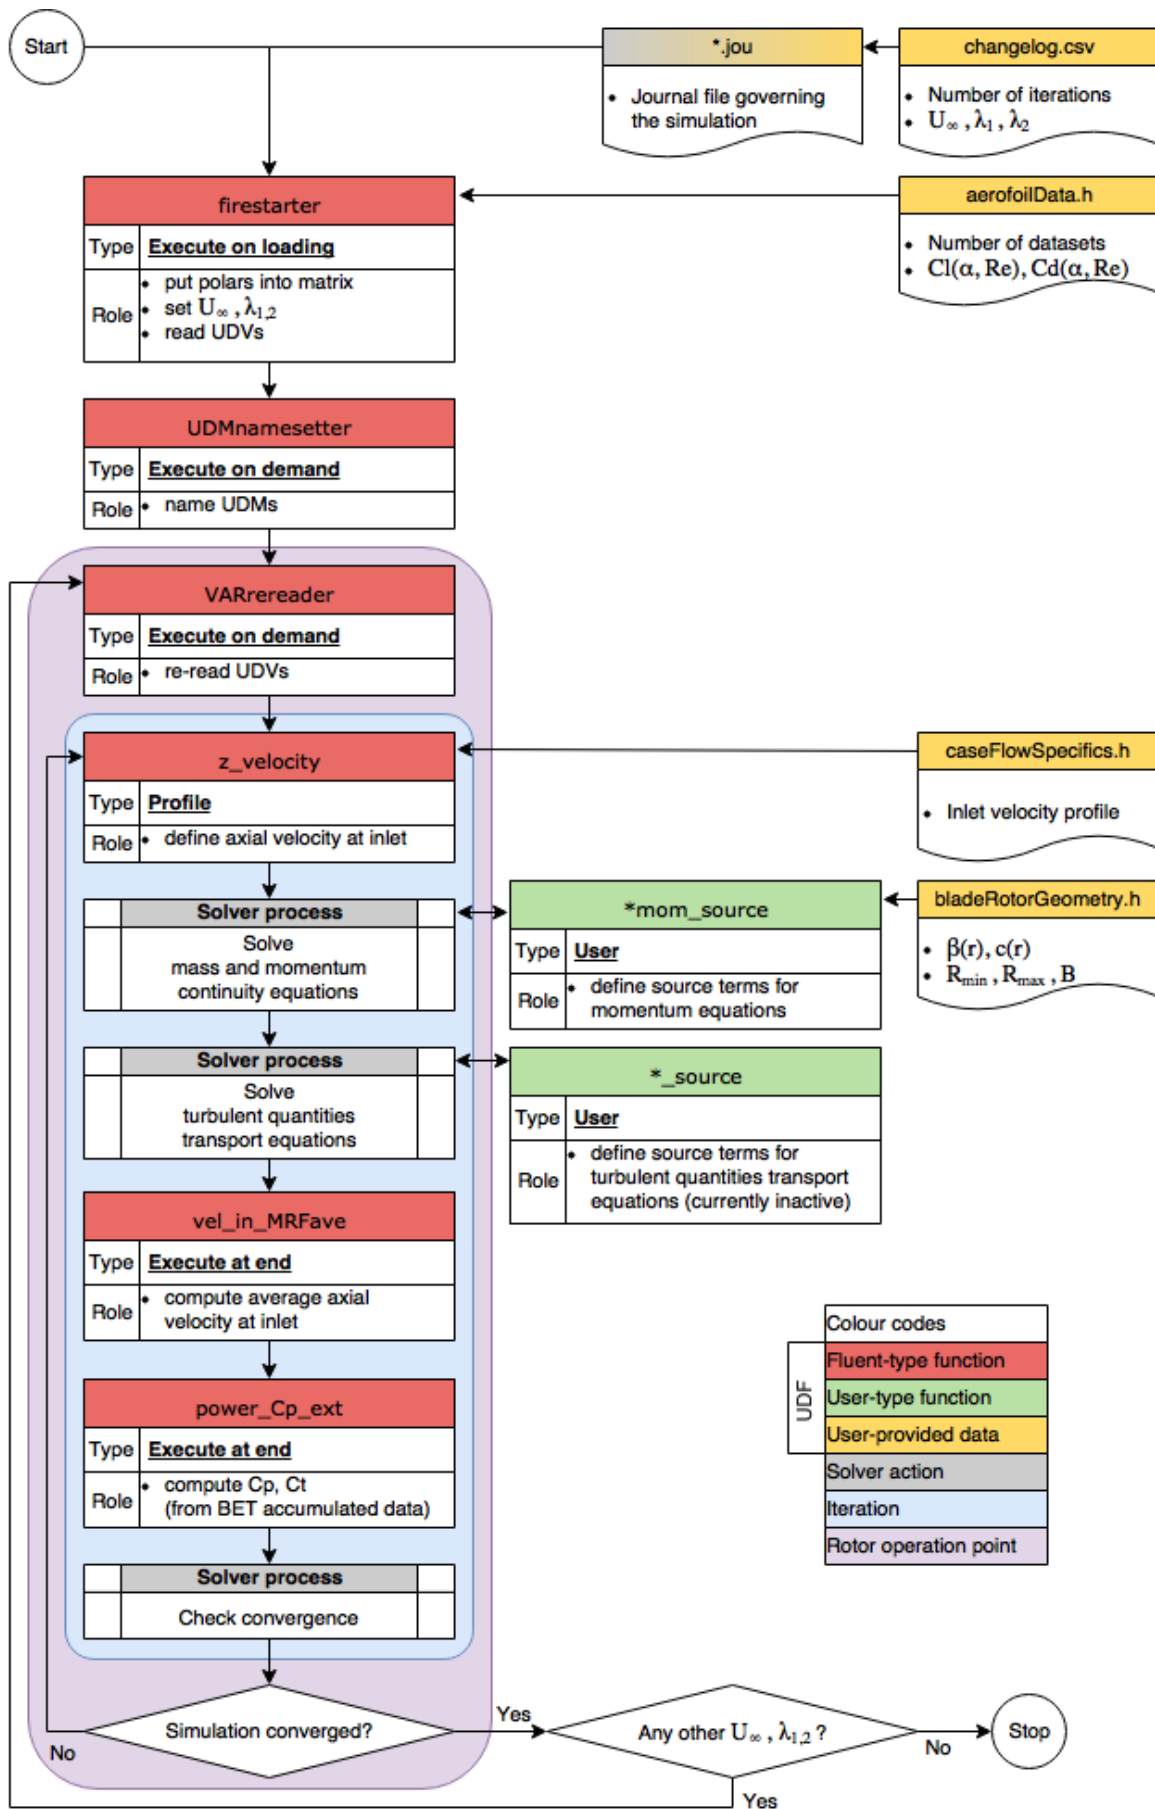 Start
*.jou
• Journal file governing
the simulation
changelog.csv
• Number of iterations
• U∞ , λ1 , λ2
firestarter
Type Execute on loading
Role
• put polars into matrix
• set U∞ , λ1,2
• read UDVs
aerofoilData.h
• Number of datasets
• Cl(α, Re), Cd(α, Re)
UDMnamesetter
Type Execute on demand
Role • name UDMs
VARrereader
Type Execute on demand
Role • re-read UDVs
z_velocity
Type Profile
Role • define axial velocity at inlet
caseFlowSpecifics.h
• Inlet velocity profile
Solver process
Solve
mass and momentum
continuity equations
*mom_source
Type User
Role
• define source terms for
momentum equations
bladeRotorGeometry.h
• β(r), c(r)
• Rmin , Rmax , B
Solver process
Solve
turbulent quantities
transport equations
*_source
Type User
Role
• define source terms for
turbulent quantities transport
equations (currently inactive)
vel_in_MRFave
Type Execute at end
Role
• compute average axial
velocity at inlet
power_Cp_ext
Type Execute at end
Role
• compute Cp, Ct
(from BET accumulated data)
Solver process
Check convergence
Simulation converged?
No
Yes
Any other U∞ , λ1,2 ?
No
Yes
Stop
Colour codes
UDF
Fluent-type function
User-type function
User-provided data
Solver action
Iteration
Rotor operation point